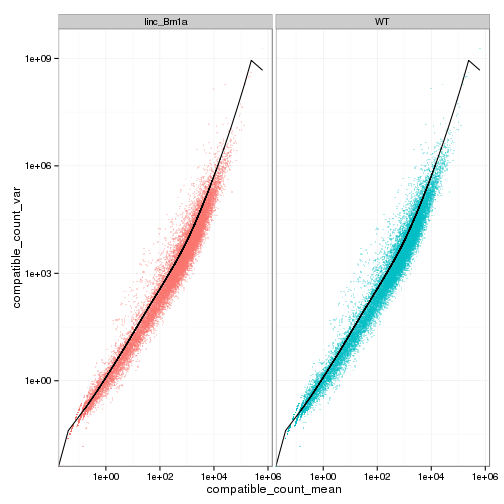 linc_Brn1a
WT
compatible_count_var
1e+09
1e+06
1e+03
1e+00
1e+00
1e+02
1e+04
1e+06
1e+00
1e+02
1e+04
1e+06
compatible_count_mean